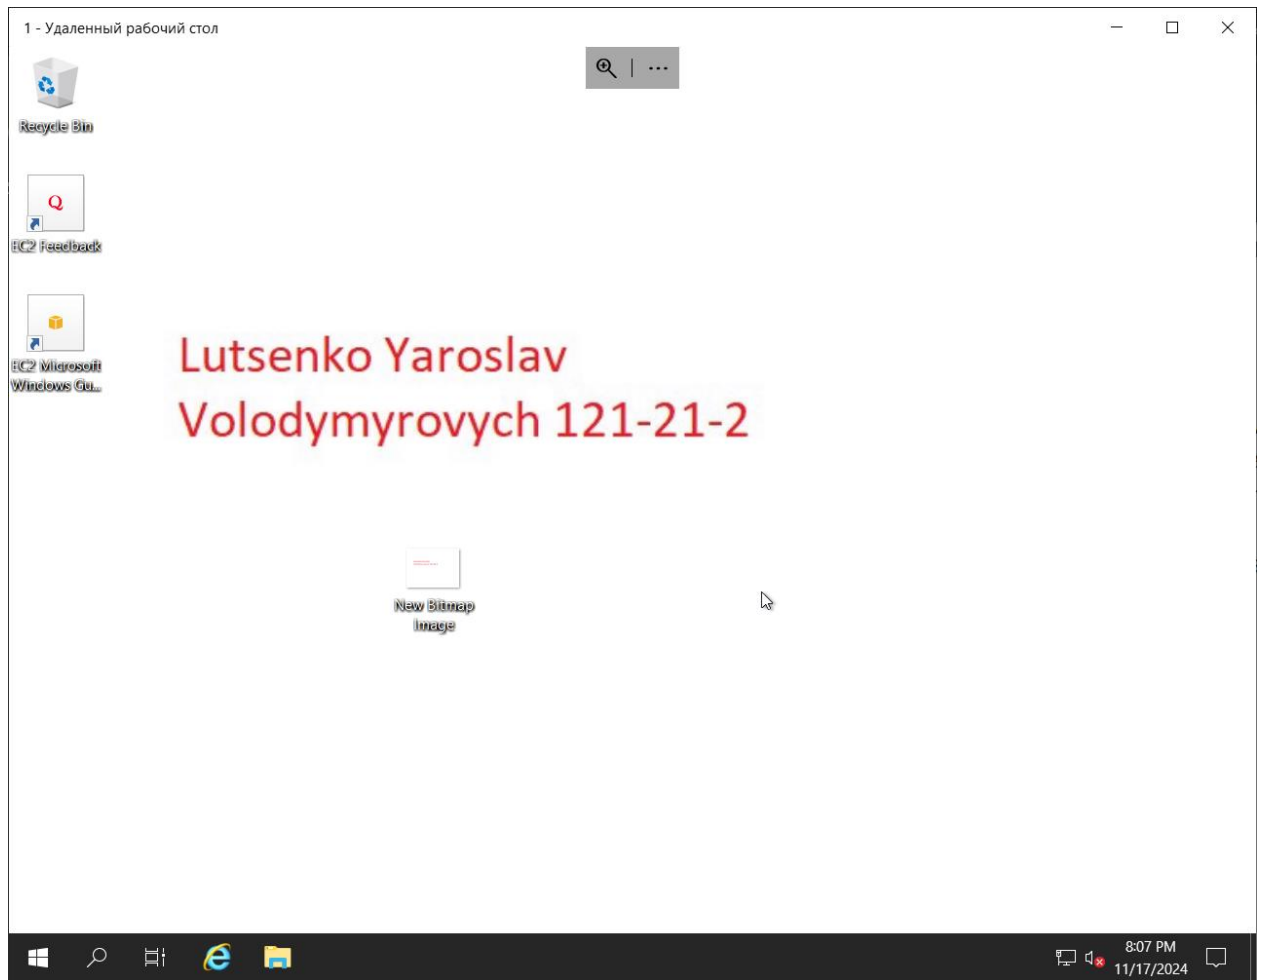 1 - Удаленный рабочий стол
Recycle Bin
Q
EC2 Feedback
EC2 Microsoft
Windows Gu...
Lutsenko Yaroslav
Volodymyrovych 121-21-2
New Bitmap
Image
8:07 PM
11/17/2024